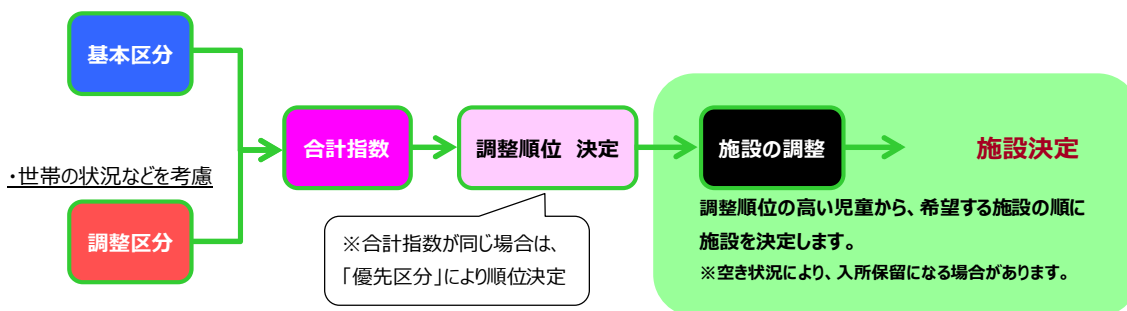 基本区分
・世帯の状況などを考慮
調整区分
合計指数
調整順位 決定
※合計指数が同じ場合は、
「優先区分」により順位決定
施設の調整
施設決定
調整順位の高い児童から、希望する施設の順に
施設を決定します。
※空き状況により、入所保留になる場合があります。